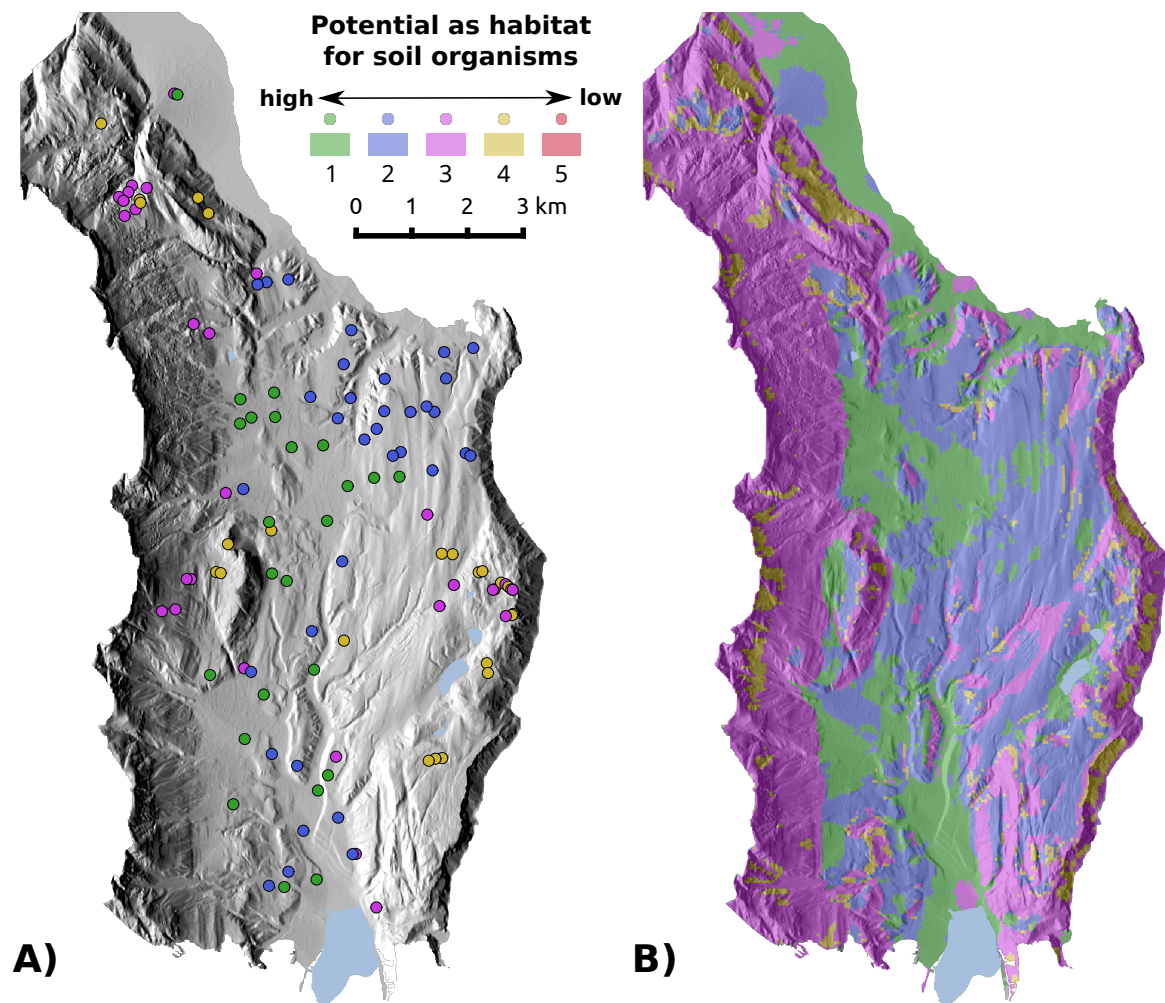 Potential as habitat
for soil organisms
high low
1 2 3 4 5
0 1 2 3 km
A) B)